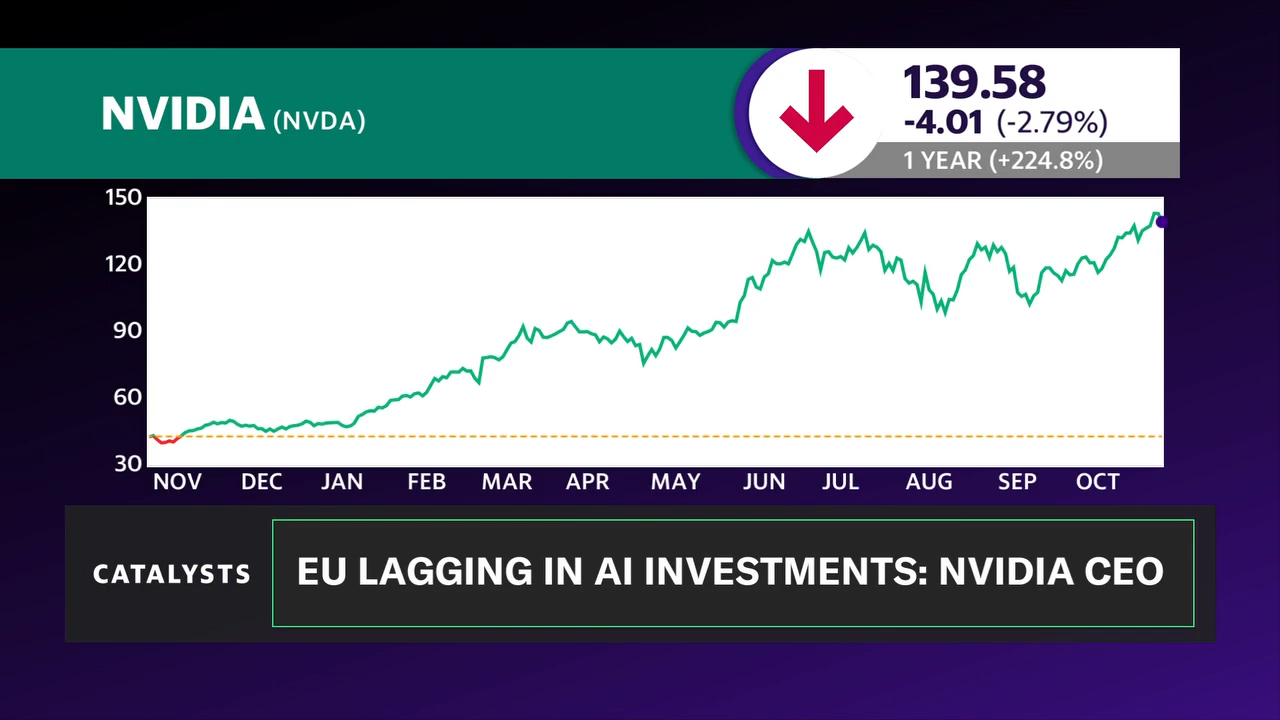 NVIDIA (NVDA)
139.58
-4.01 (-2.79%)
1 YEAR (+224.8%)
150
120
90
60
30
NOV DEC JAN FEB MAR APR MAY JUN JUL AUG SEP OCT
CATALYSTS
EU LAGGING IN AI INVESTMENTS: NVIDIA CEO